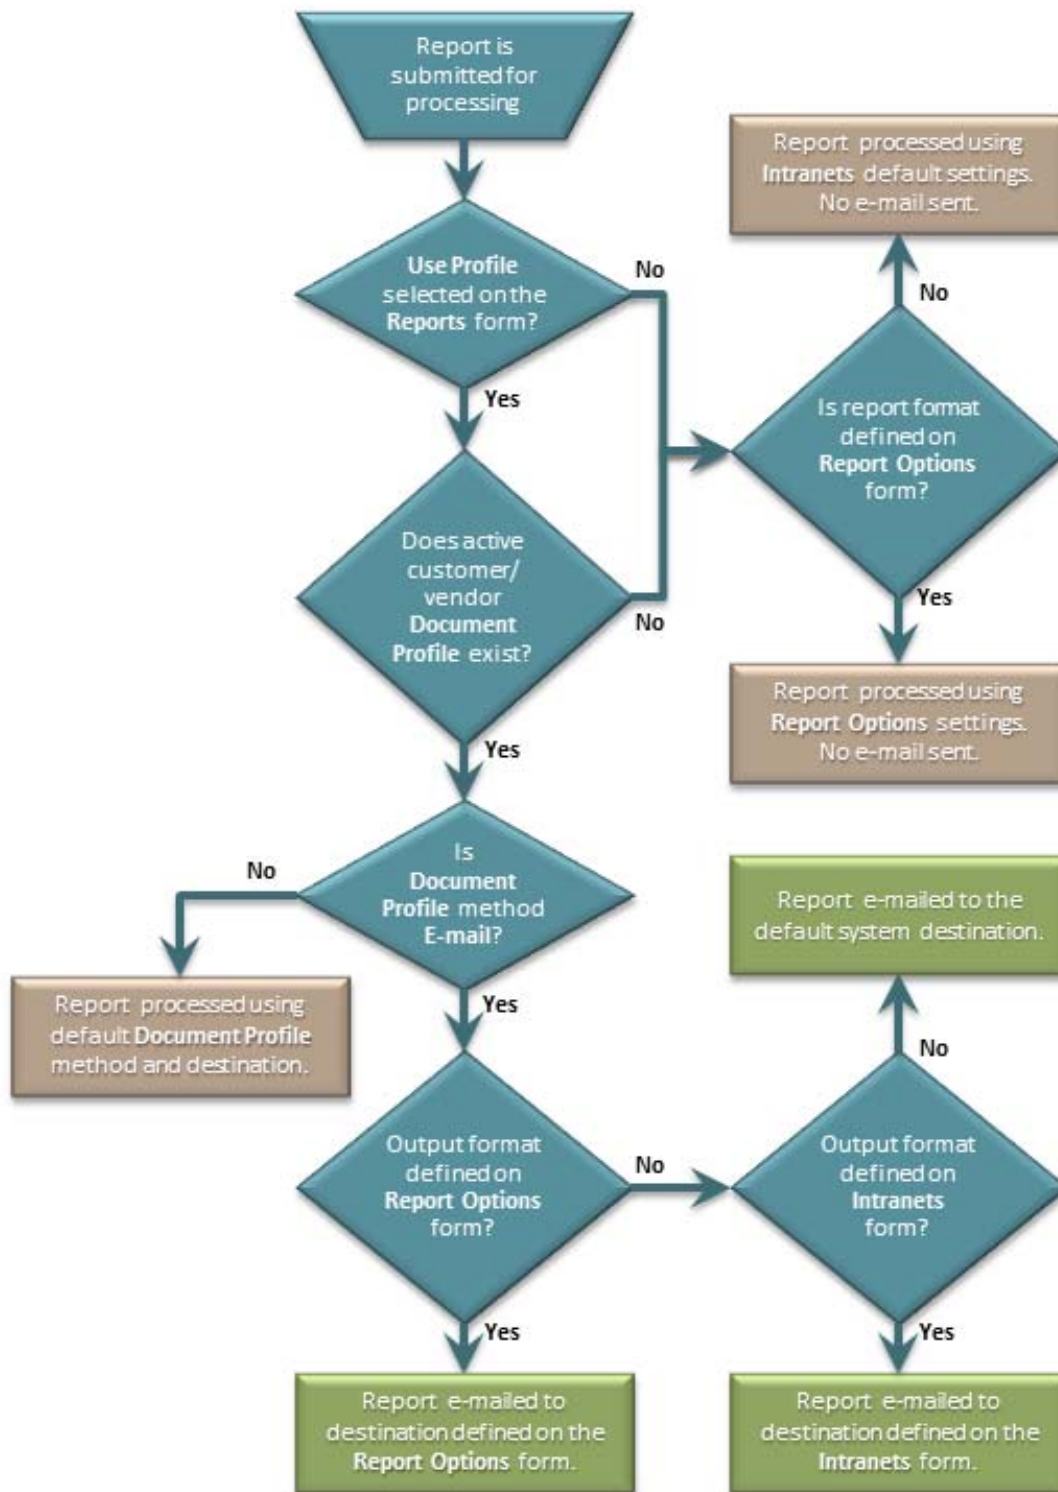 Report is
submitted for
processing
Use Profile
selected on the
Reports form?
No
Yes
Does active
customer/
vendor
Document
Profile exist?
No
Yes
Report processed using
Intranets default settings.
No e-mail sent.
No
Is report format
defined on
Report Options
form?
Yes
Report processed using
Report Options settings.
No e-mail sent.
Is
Document
Profile method
E-mail?
No
Report processed using
default Document Profile
method and destination.
Yes
Output format
defined on
Report Options
form?
No
Yes
Report e-mailed to
destination defined on the
Report Options form.
Report e-mailed to the
default system destination.
No
Output format
defined on
Intranets
form?
Yes
Report e-mailed to
destination defined on the
Intranets form.